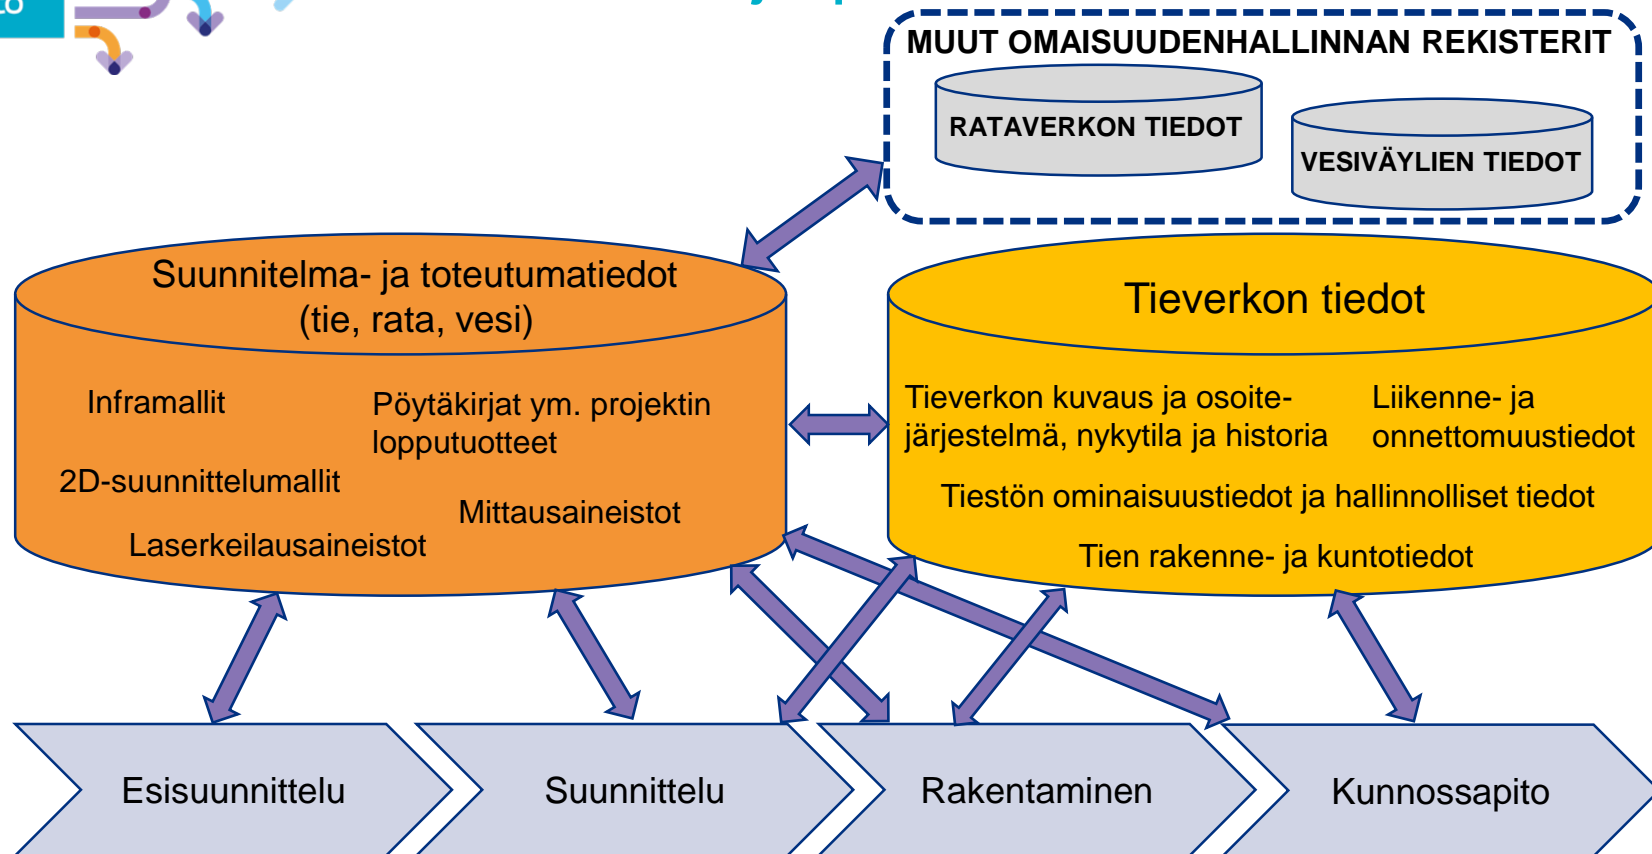 MUUT OMAISUUDENHALLINNAN REKISTERIT
RATAVERKON TIEDOT
VESIVÄYLIEN TIEDOT
Suunnitelma- ja toteutumatiedot
(tie, rata, vesi)
Inframallit
Pöytäkirjat ym. projektin
lopputuotteet
2D-suunnittelumallit
Mittausaineistot
Laserkeilausaineistot
Tieverkon tiedot
Tieverkon kuvaus ja osoite-
järjestelmä, nykytila ja historia
Liikenne- ja
onnettomuustiedot
Tiestön ominaisuustiedot ja hallinnolliset tiedot
Tien rakenne- ja kuntotiedot
Esisuunnittelu
Suunnittelu
Rakentaminen
Kunnossapito